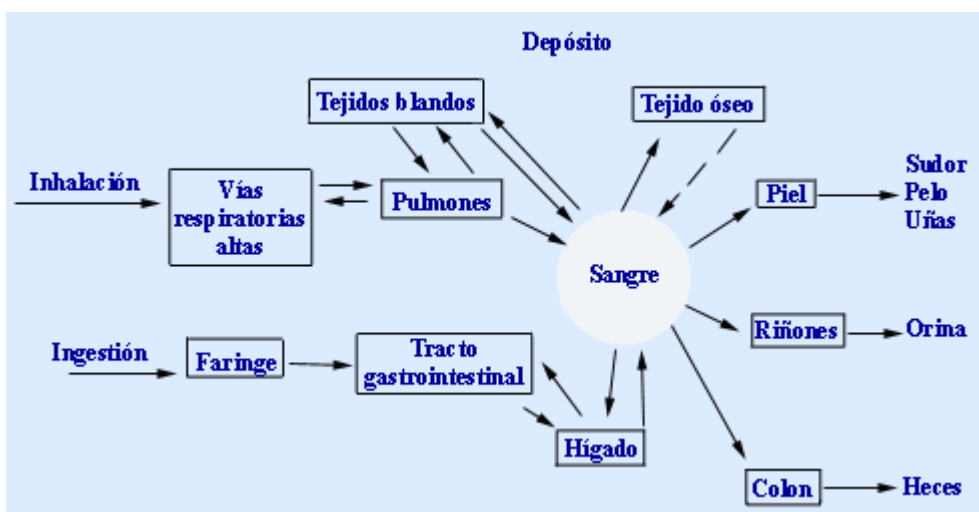 Depósito
Tejidos blandos
Tejido óseo
Inhalación
Vías
respiratorias
altas
Pulmones
Piel
Sudor
Pelo
Uñas
Sangre
Ingestión
Faringe
Tracto
gastrointestinal
Riñones
Orina
Hígado
Colon
Heces